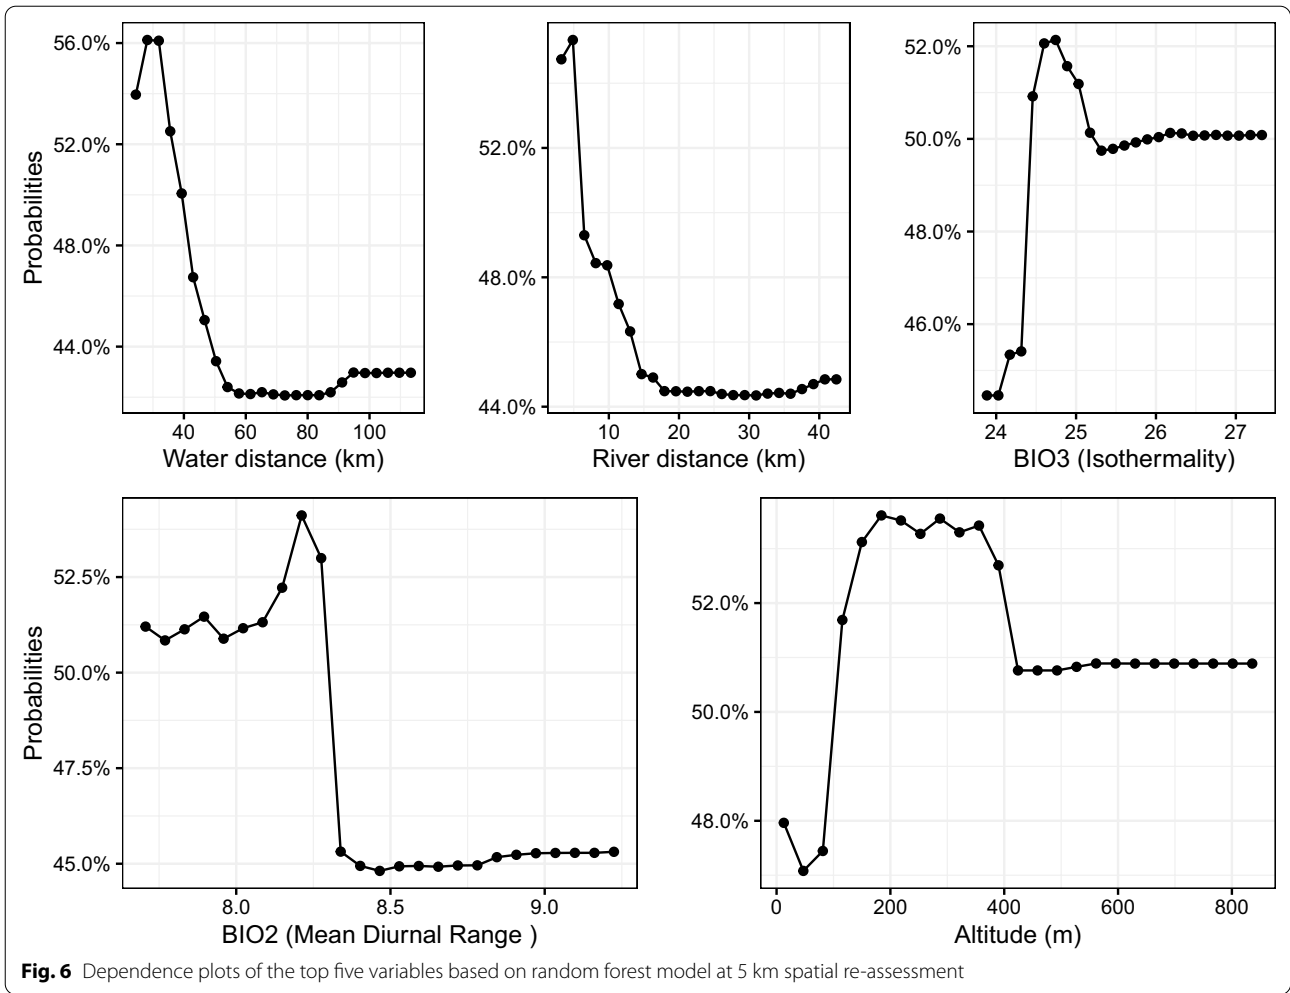 56.0%
52.0%
48.0%
44.0%
Probabilities
40 60 80 100
Water distance (km)
52.0%
48.0%
44.0%
10 20 30 40
River distance (km)
52.0%
50.0%
48.0%
46.0%
24 25 26 27
BIO3 (Isothermality)
52.5%
50.0%
47.5%
45.0%
Probabilities
8.0 8.5 9.0
BIO2 (Mean Diurnal Range )
52.0%
50.0%
48.0%
0 200 400 600 800
Altitude (m)
Fig. 6 Dependence plots of the top five variables based on random forest model at 5 km spatial re-assessment